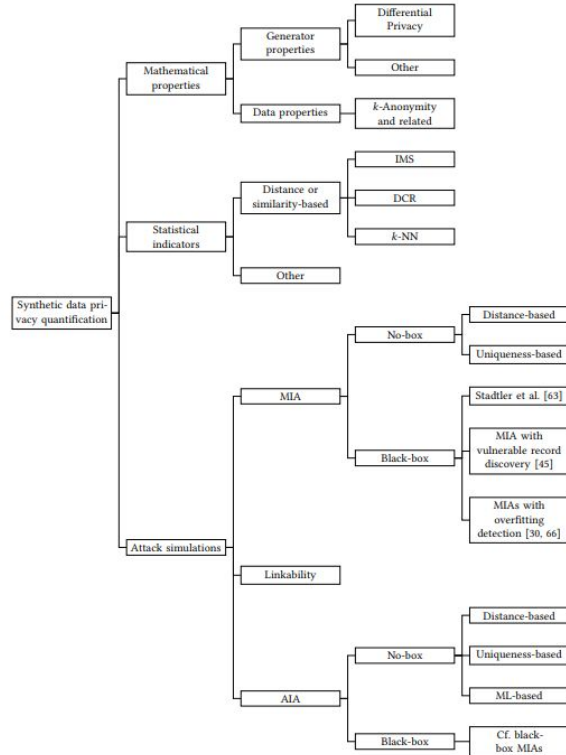 Differential
Privacy
Generator
properties
Other
Mathematical
properties
Data properties
k-Anonymity
and related
IMS
Distance or
similarity-based
DCR
Statistical
indicators
k-NN
Other
Synthetic data pri-
vacy quantification
Distance-based
No-box
Uniqueness-based
MIA
Stadtler et al. [63]
Black-box
MIA with
vulnerable record
discovery [45]
MIAs with
overfitting
detection [30, 66]
Attack simulations
Linkability
Distance-based
No-box
Uniqueness-based
AIA
ML-based
Black-box
Cf. black-
box MIAs